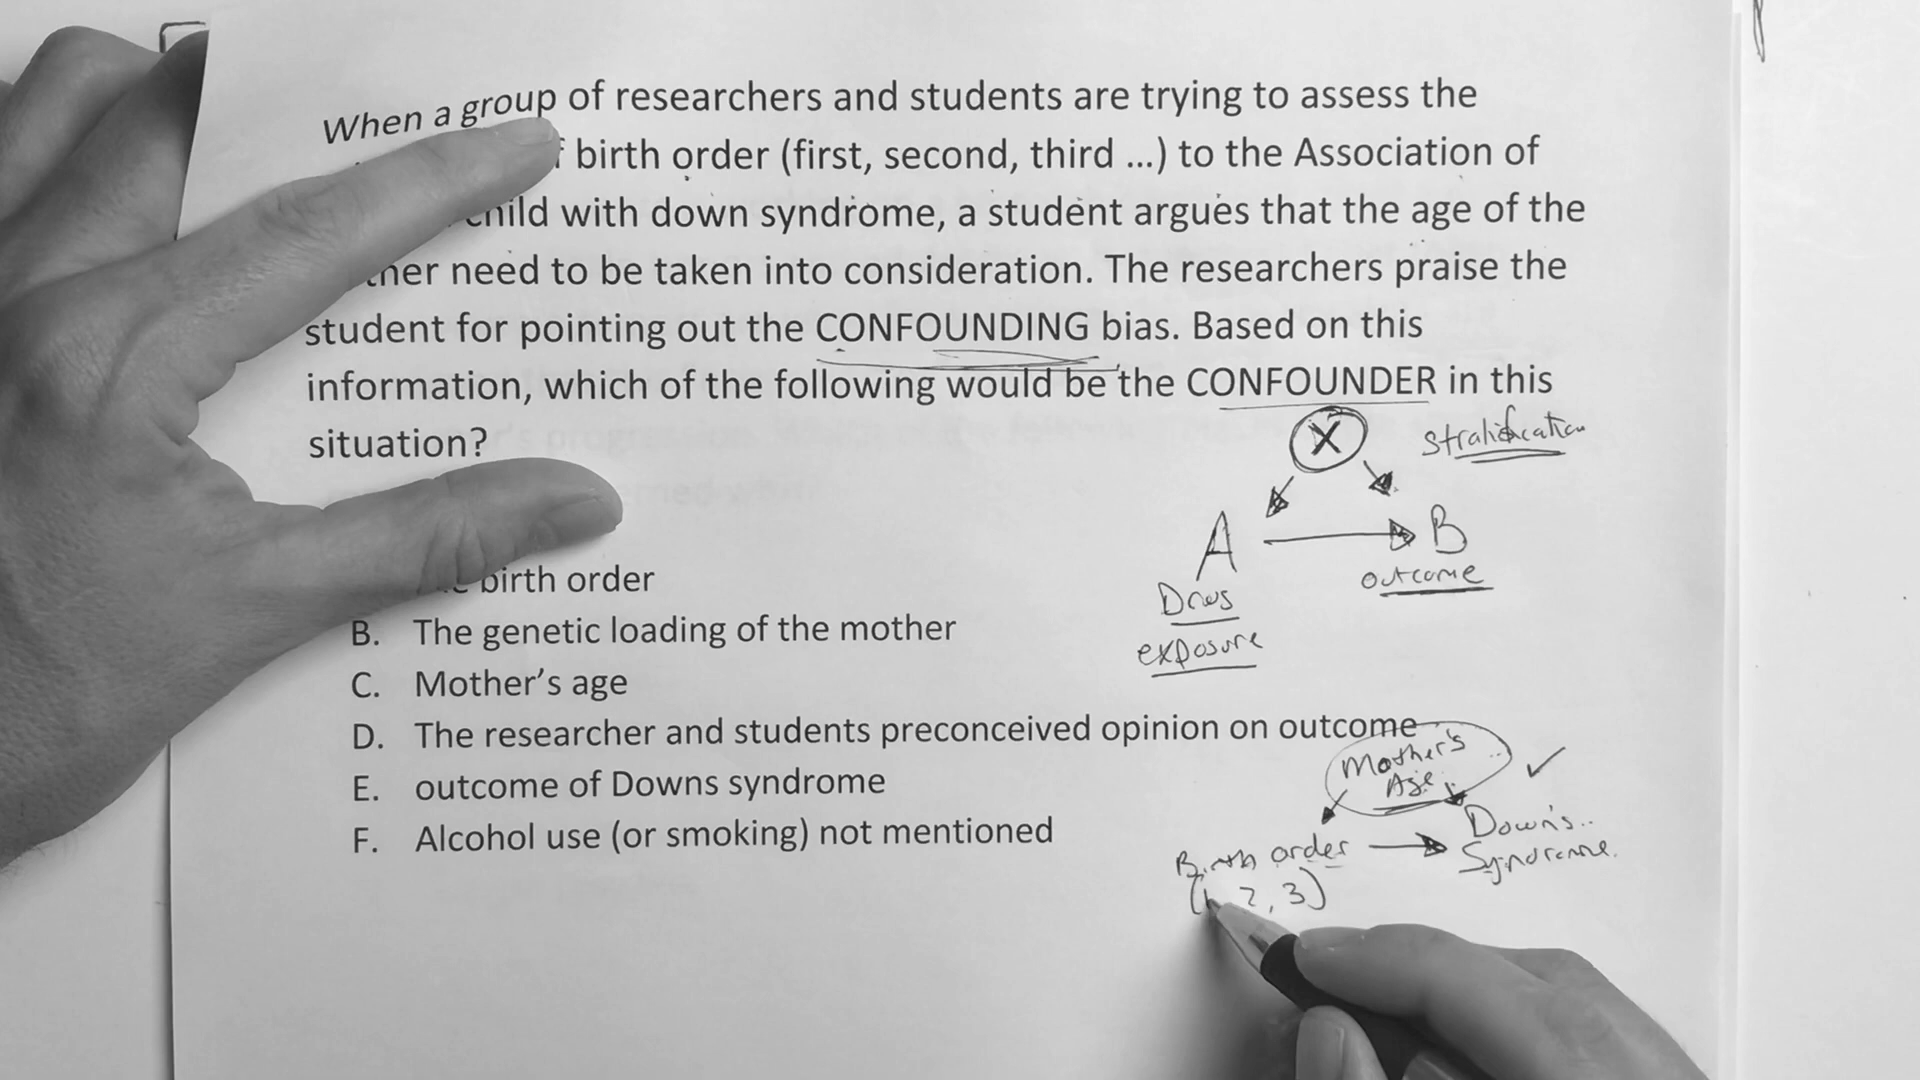 When a group of researchers and students are trying to assess the
birth order (first, second, third ...) to the Association of
child with down syndrome, a student argues that the age of the
need to be taken into consideration. The researchers praise the
student for pointing out the CONFOUNDING bias. Based on this
information, which of the following would be the CONFOUNDER in this
situation?
X
stratification
A
B
outcome
exposure
birth order
B. The genetic loading of the mother
C. Mother's age
D. The researcher and students preconceived opinion on outcome
E. outcome of Downs syndrome
F. Alcohol use (or smoking) not mentioned
Mother's
Age
Birth order
Down's
Syndrome.
2, 3)